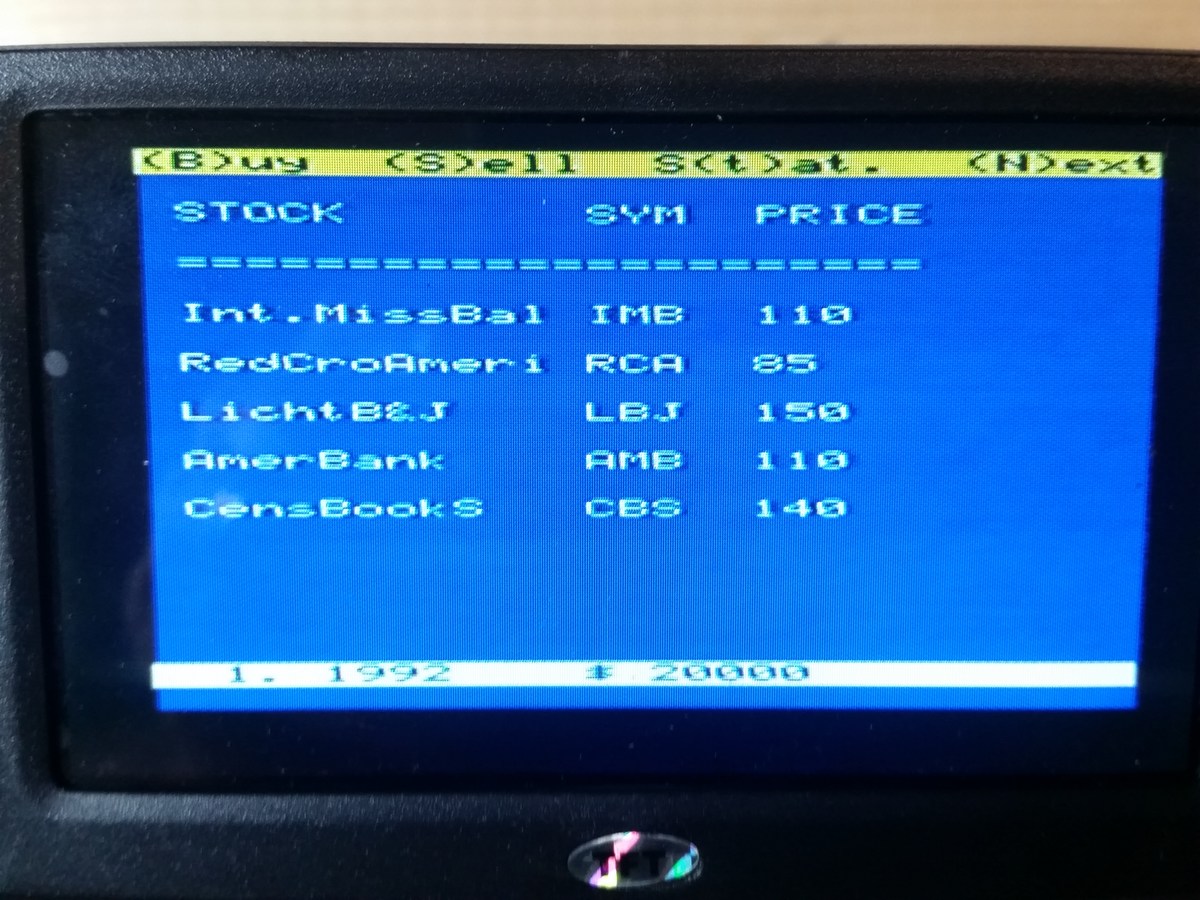 (B)uy (S)ell S(t)at. (N)ext
STOCK SYM PRICE
======================
Int.MissBal IMB 110
RedCroAmeri RCA 85
LichtB&J LBJ 150
AmerBank AMB 110
CensBookS CBS 140
1. 1992 $ 20000
TFT